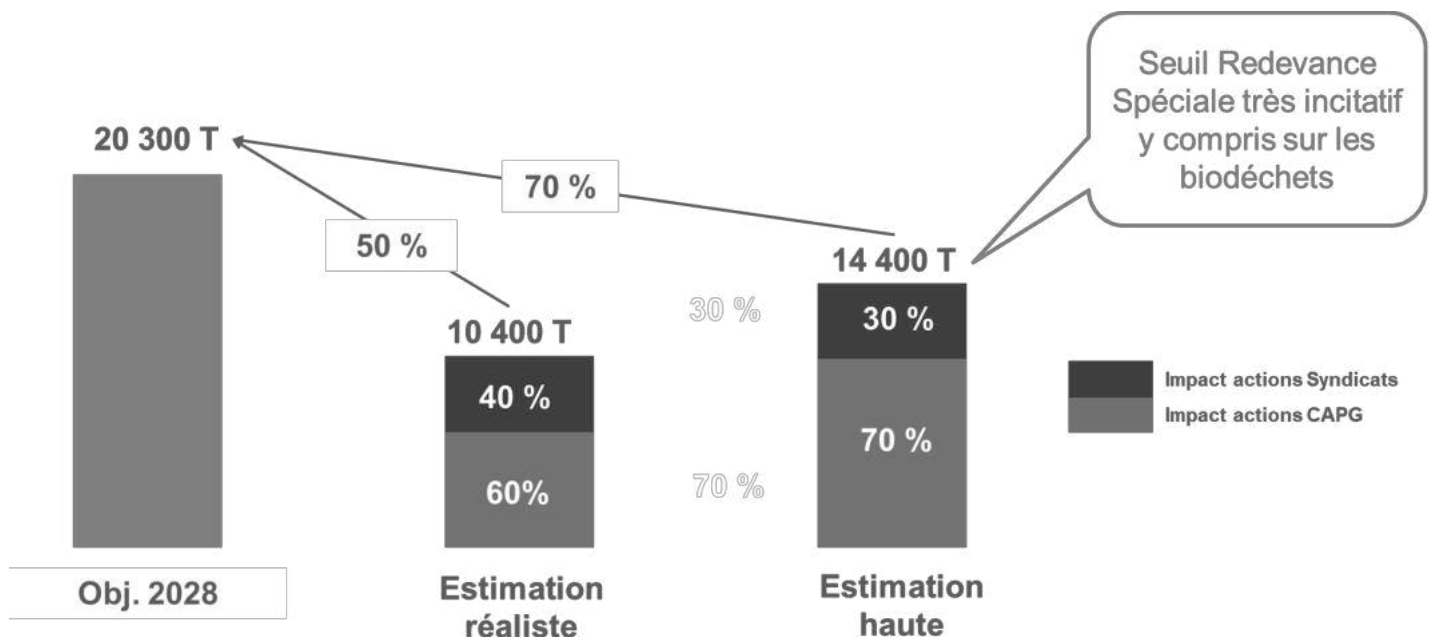 Seuil Redevance
Spéciale très incitatif
y compris sur les
biodéchets
20 300 T
70 %
50 %
14 400 T
10 400 T
30 %
30 %
40 %
70 %
60%
70 %
Impact actions Syndicats
Impact actions CAPG
Obj. 2028
Estimation
réaliste
Estimation
haute